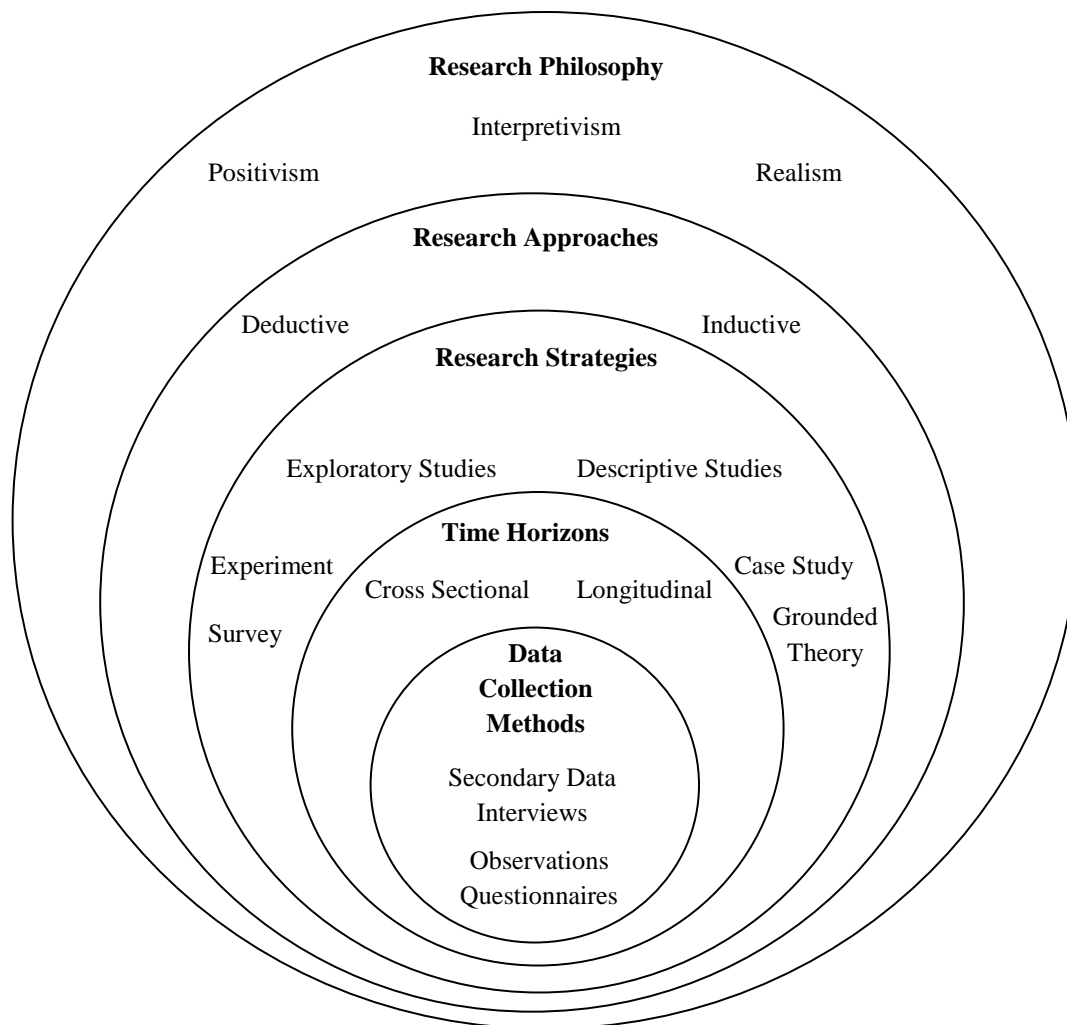 Research Philosophy
Interpretivism
Positivism
Realism
Research Approaches
Deductive
Inductive
Research Strategies
Exploratory Studies
Descriptive Studies
Time Horizons
Experiment
Case Study
Cross Sectional
Longitudinal
Survey
Grounded
Theory
Data
Collection
Methods
Secondary Data
Interviews
Observations
Questionnaires